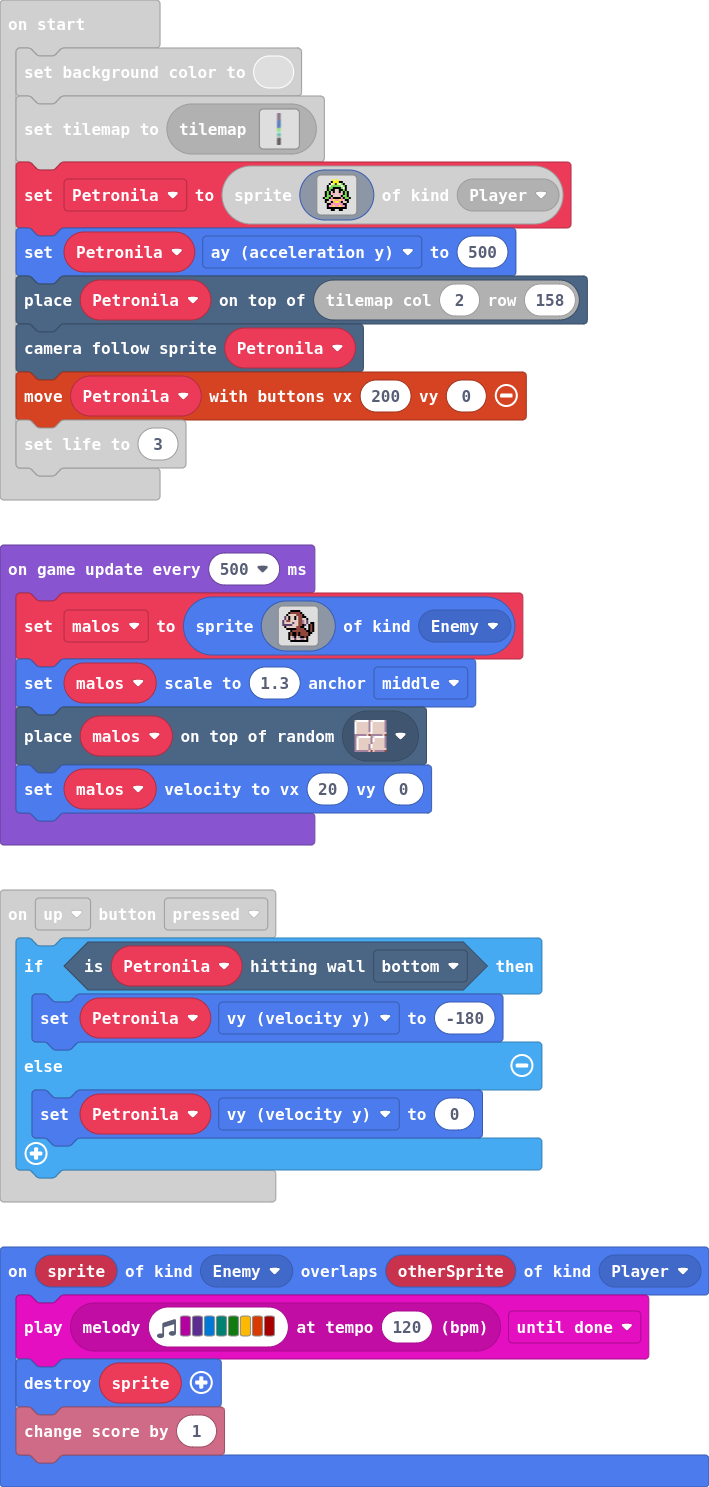 on start
set background color to
set tilemap to tilemap
set Petronila to sprite of kind Player
set Petronila ay (acceleration y) to 500
place Petronila on top of tilemap col 2 row 158
camera follow sprite Petronila
move Petronila with buttons vx 200 vy 0
set life to 3
on game update every 500 ms
set malos to sprite of kind Enemy
set malos scale to 1.3 anchor middle
place malos on top of random
set malos velocity to vx 20 vy 0
on up button pressed
if is Petronila hitting wall bottom then
set Petronila vy (velocity y) to -180
else
set Petronila vy (velocity y) to 0
on sprite of kind Enemy overlaps otherSprite of kind Player
play melody at tempo 120 (bpm) until done
destroy sprite
change score by 1